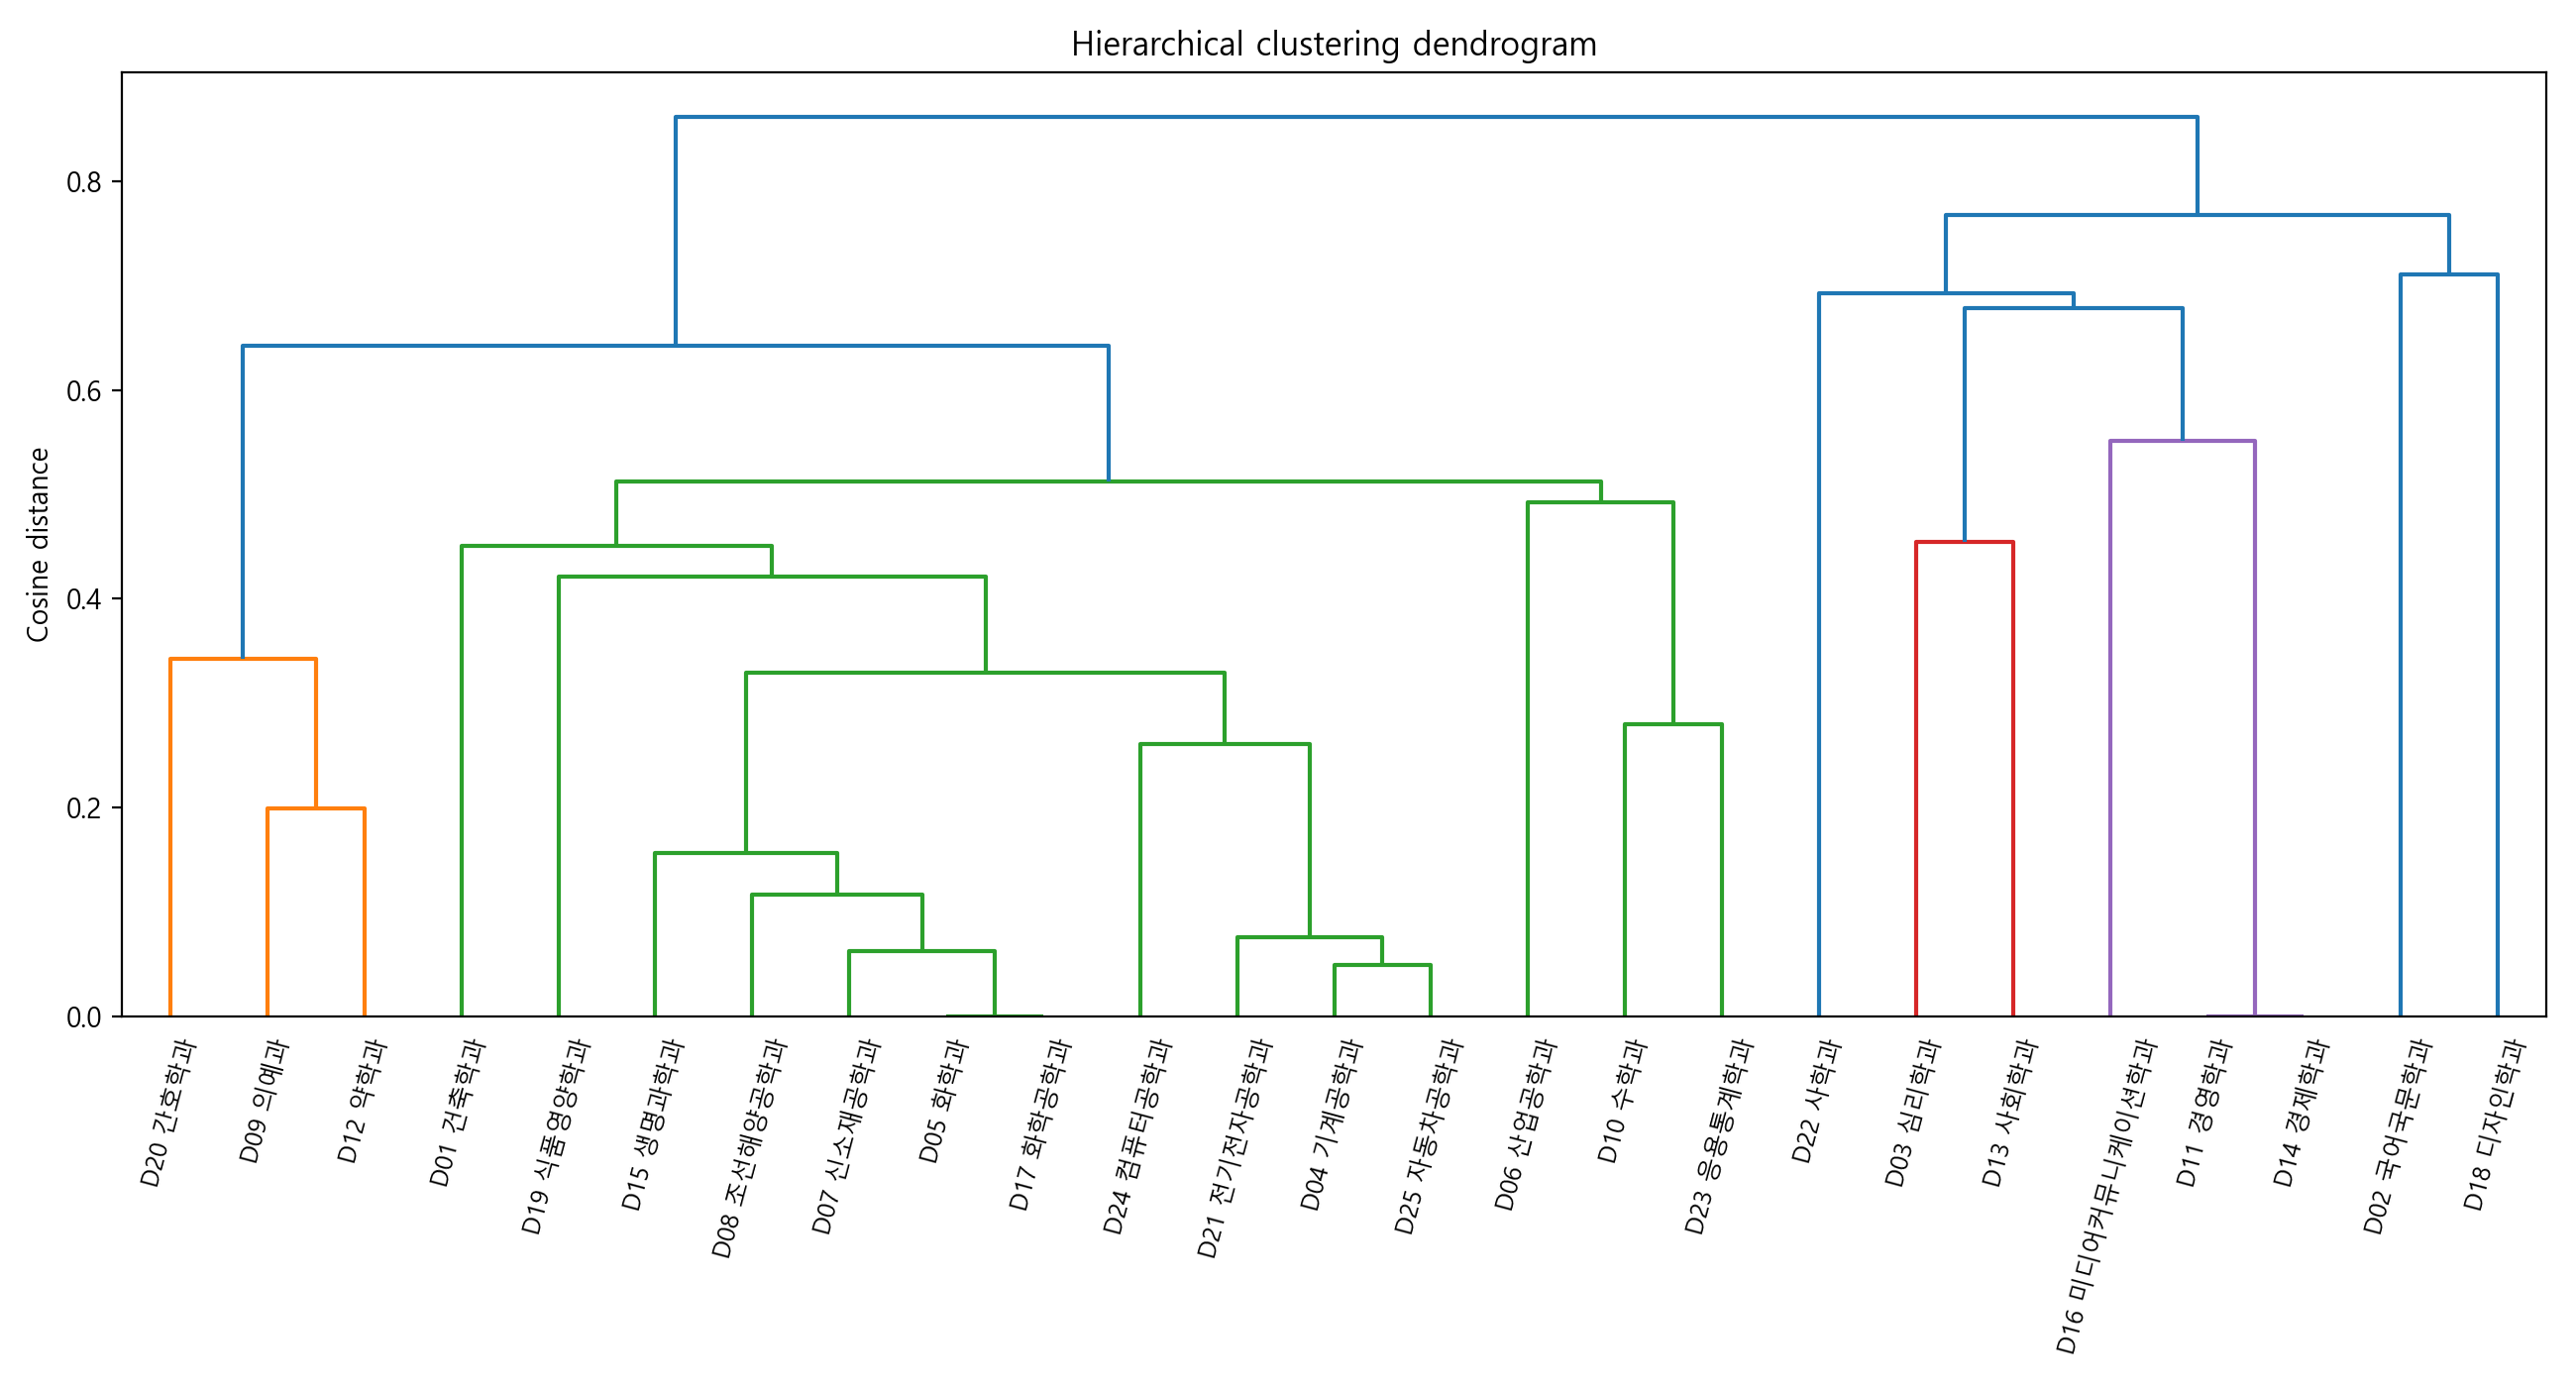 Hierarchical clustering dendrogram
Cosine distance
0.8
0.6
0.4
0.2
0.0
D20 간호학과
D09 의예과
D12 약학과
D01 건축학과
D19 식품영양학과
D15 생명과학과
D08 조선해양공학과
D07 신소재공학과
D05 화학과
D17 화학공학과
D24 컴퓨터공학과
D21 전기전자공학과
D04 기계공학과
D25 자동차공학과
D06 산업공학과
D10 수학과
D23 응용통계학과
D22 사학과
D03 심리학과
D13 사회학과
D16 미디어커뮤니케이션학과
D11 경영학과
D14 경제학과
D02 국어국문학과
D18 디자인학과